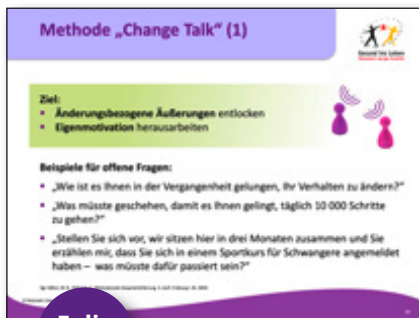 Methode „Change Talk“ (1)
Gesund ins Leben
Ziel:
▪ Änderungsbezogene Äußerungen entlocken
▪ Eigenmotivation herausarbeiten
Beispiele für offene Fragen:
▪ „Wie ist es Ihnen in der Vergangenheit gelungen, Ihr Verhalten zu ändern?“
▪ „Was müsste geschehen, damit es Ihnen gelingt, täglich 10 000 Schritte
zu gehen?“
▪ „Stellen Sie sich vor, wir sitzen hier in drei Monaten zusammen und Sie
erzählen mir, dass Sie sich in einem Sportkurs für Schwangere angemeldet
haben – was müsste dafür passiert sein?“